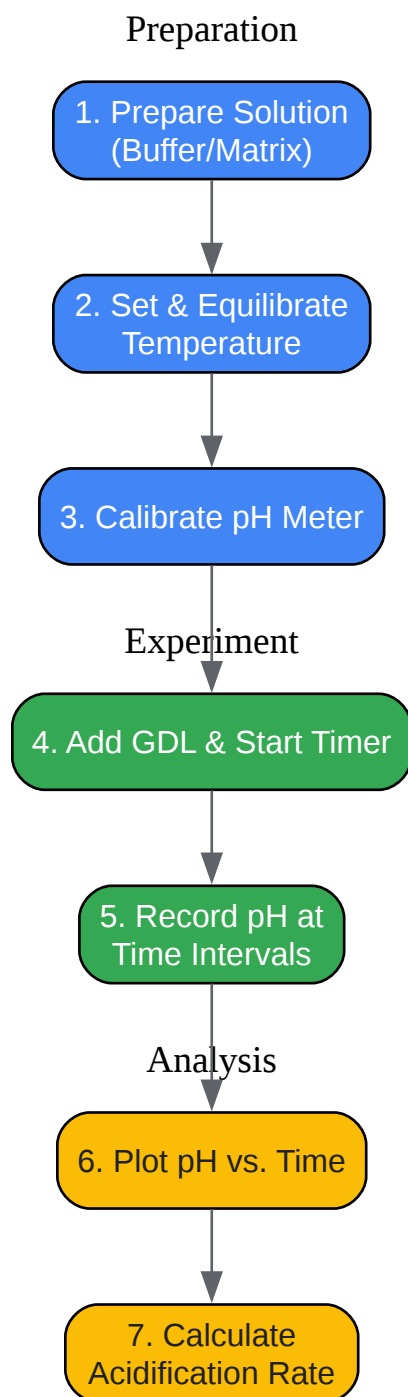 Preparation
1. Prepare Solution
(Buffer/Matrix)
2. Set & Equilibrate
Temperature
3. Calibrate pH Meter
Experiment
4. Add GDL & Start Timer
5. Record pH at
Time Intervals
Analysis
6. Plot pH vs. Time
7. Calculate
Acidification Rate